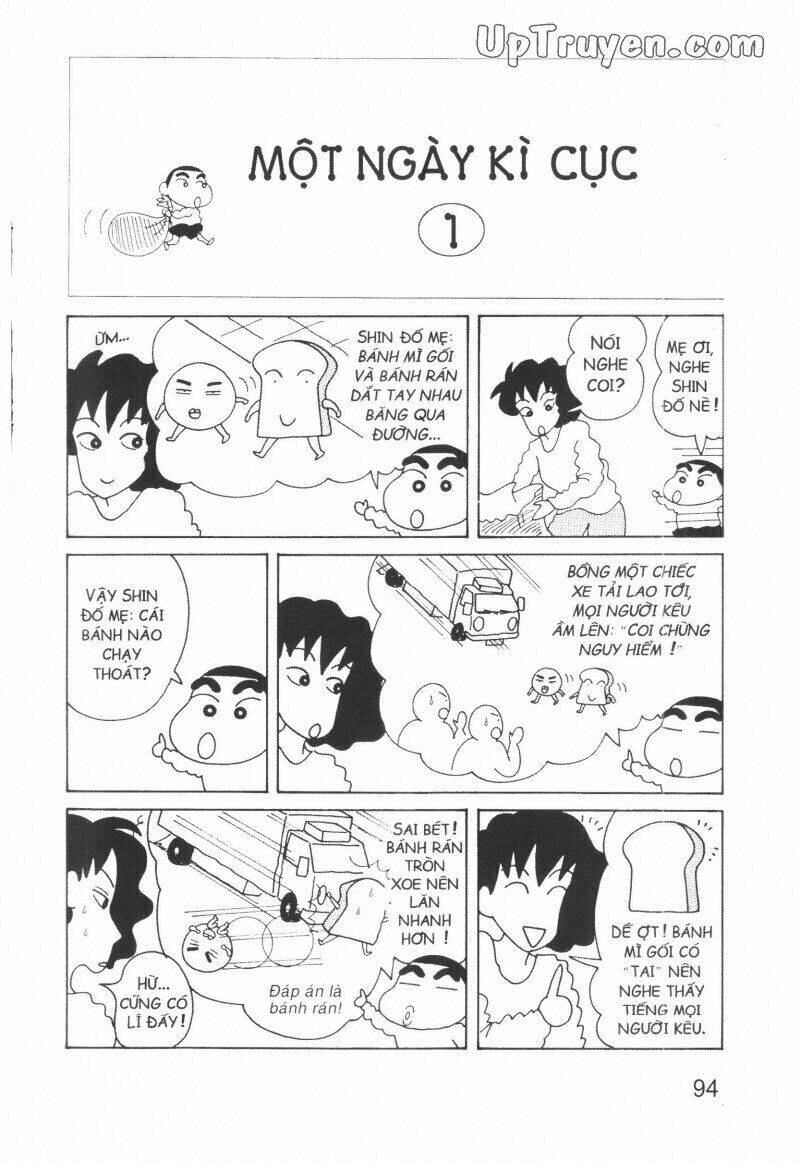 UpTruyen.com
MỘT NGÀY KÌ CỤC
1
MẸ ƠI,
NGHE
SHIN
ĐỐ NÈ!
NÓI
NGHE
COI?
SHIN ĐỐ MẸ:
BÁNH MÌ GỐI
VÀ BÁNH RÁN
DẮT TAY NHAU
BĂNG QUA
ĐƯỜNG...
ỪM...
BỖNG MỘT CHIẾC
XE TẢI LAO TỚI,
MỌI NGƯỜI KÊU
ẦM LÊN: "COI CHỪNG
NGUY HIỂM !"
VẬY SHIN
ĐỐ MẸ: CÁI
BÁNH NÀO
CHẠY
THOÁT?
DỄ ỢT! BÁNH
MÌ GỐI CÓ
"TAI" NÊN
NGHE THẤY
TIẾNG MỌI
NGƯỜI KÊU.
SAI BÉT!
BÁNH RÁN
TRÒN
XOE NÊN
LĂN
NHANH
HƠN !
Đáp án là
bánh rán!
HỪ...
CŨNG CÓ
LÍ ĐẤY!
94